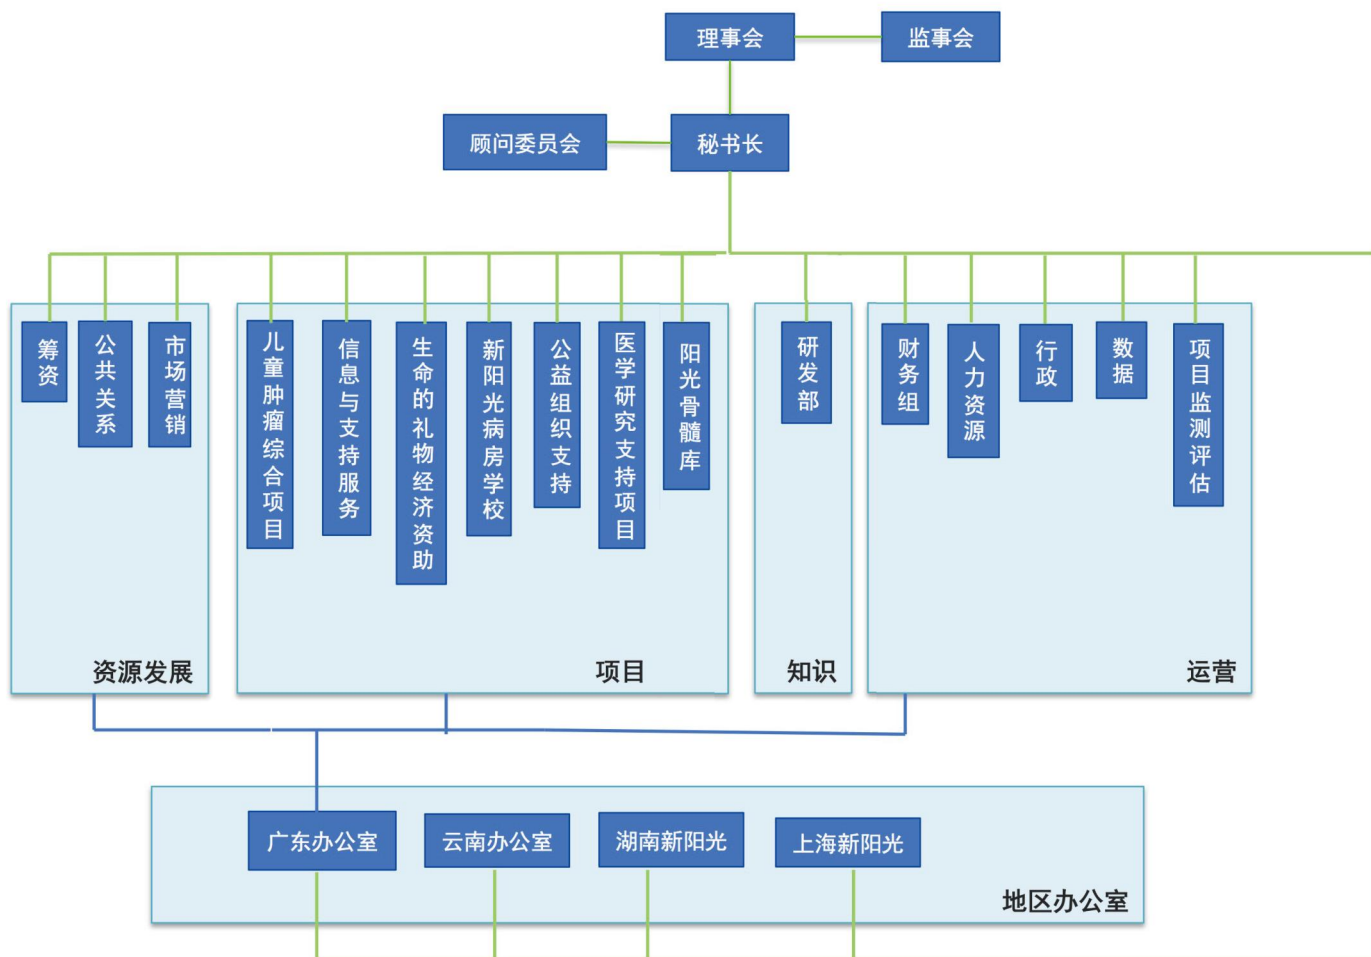 理事会
监事会
顾问委员会
秘书长
筹资
公共关系
市场营销
资源发展
儿童肿瘤综合项目
信息与支持服务
生命的礼物经济资助
新阳光病房学校
公益组织支持
医学研究支持项目
阳光骨髓库
项目
研发部
知识
财务组
人力资源
行政
数据
项目监测评估
运营
广东办公室
云南办公室
湖南新阳光
上海新阳光
地区办公室